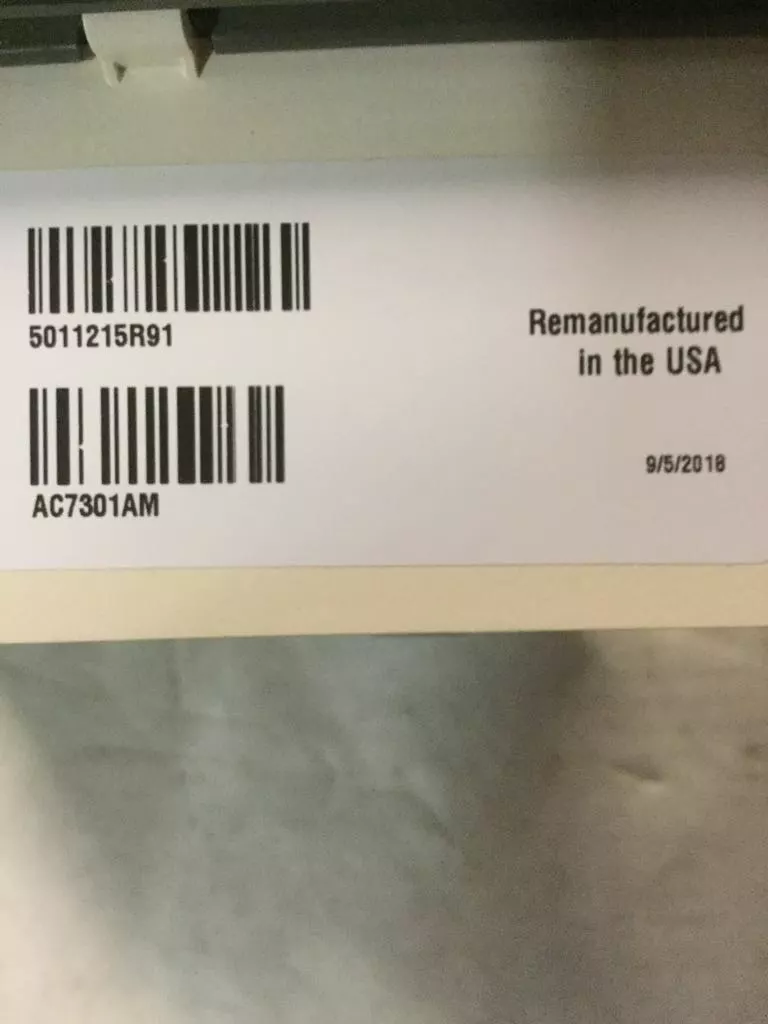 5011215R91
Remanufactured
in the USA
AC7301AM
9/5/2018